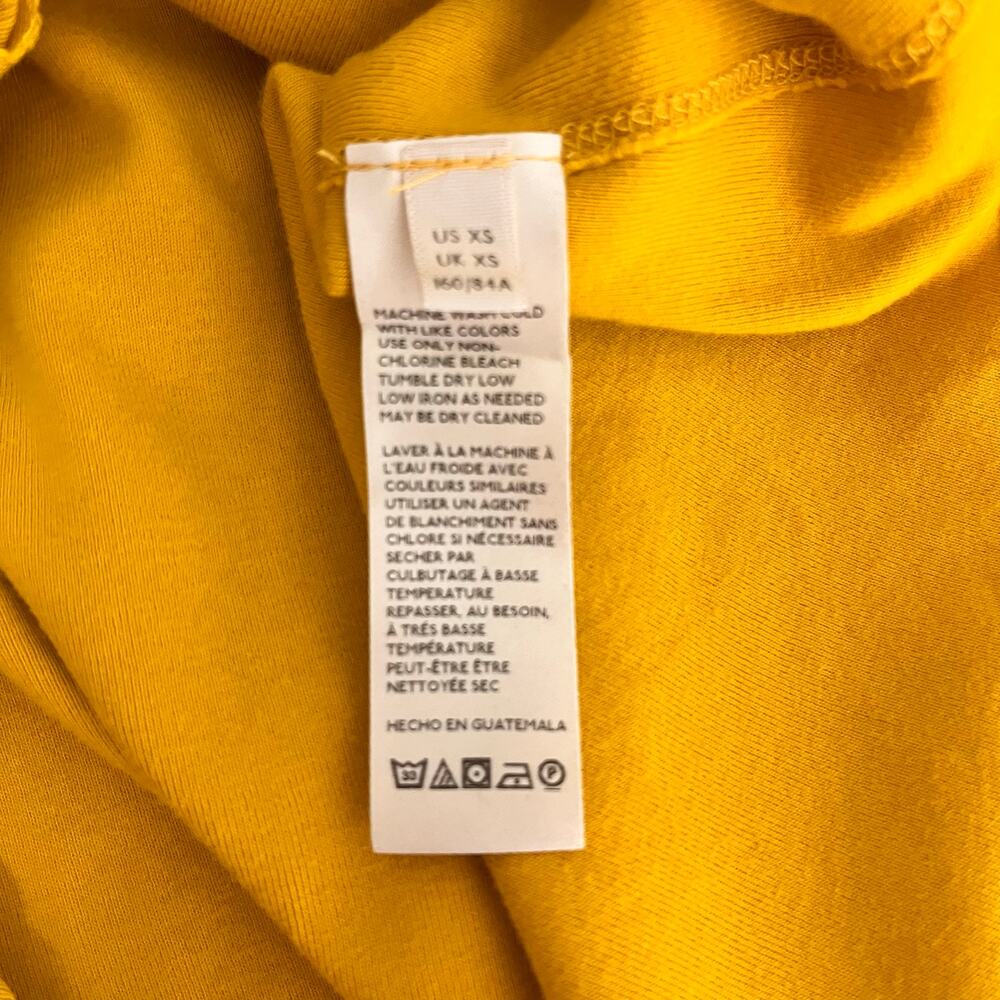 US XS
UK XS
160/84A
MACHINE WASH COLD
WITH LIKE COLORS
USE ONLY NON-
CHLORINE BLEACH
TUMBLE DRY LOW
LOW IRON AS NEEDED
MAY BE DRY CLEANED
LAVER À LA MACHINE À
L'EAU FROIDE AVEC
COULEURS SIMILAIRES
UTILISER UN AGENT
DE BLANCHIMENT SANS
CHLORE SI NÉCESSAIRE
SECHER PAR
CULBUTAGE À BASSE
TEMPERATURE
REPASSER, AU BESOIN,
À TRÉS BASSE
TEMPÉRATURE
PEUT-ÊTRE ÊTRE
NETTOYÉE SEC
HECHO EN GUATEMALA
30 P